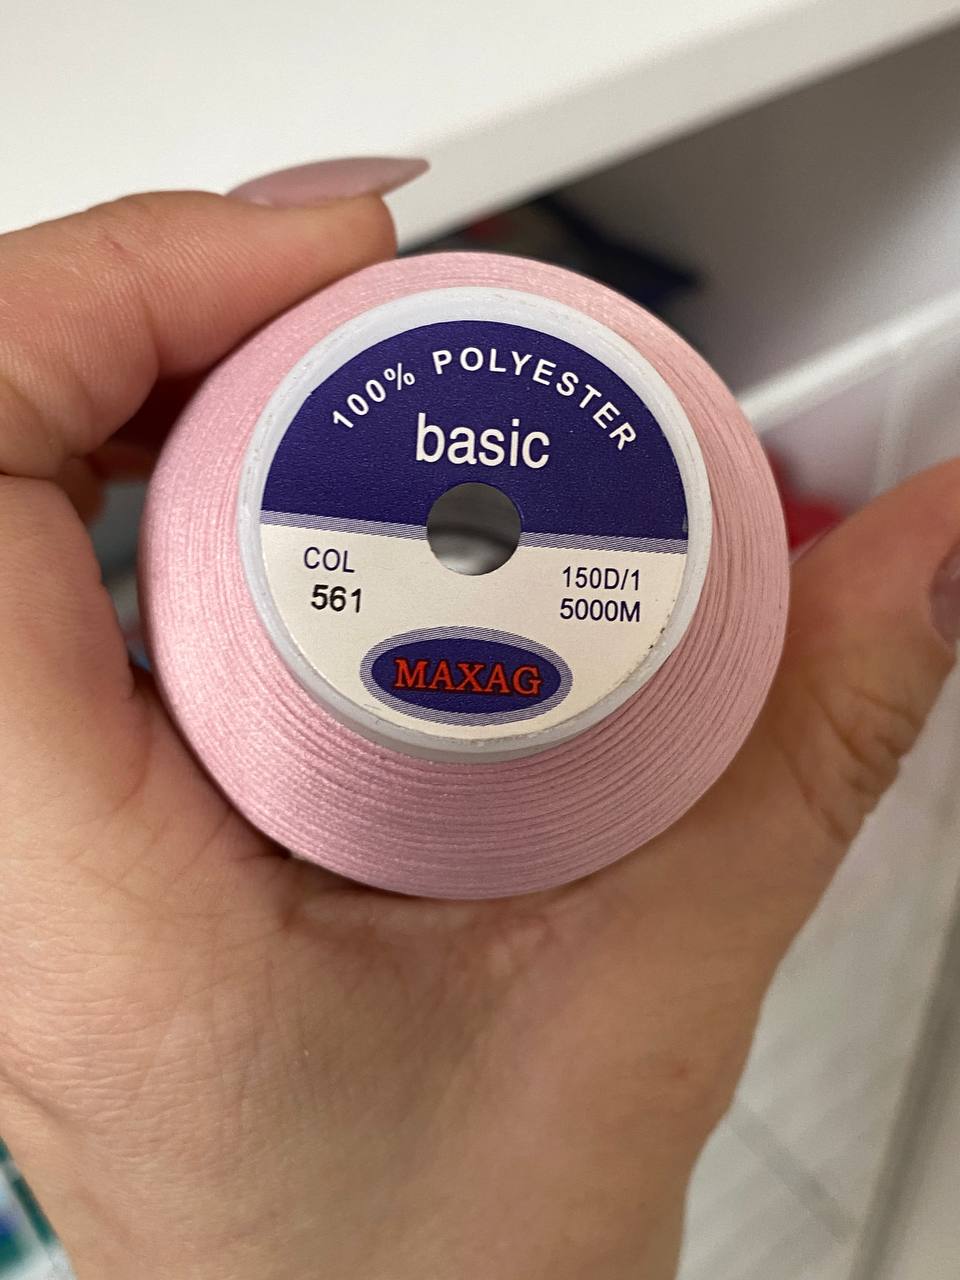 100% POLYESTER
basic
COL
561
150D/1
5000M
MAXAG